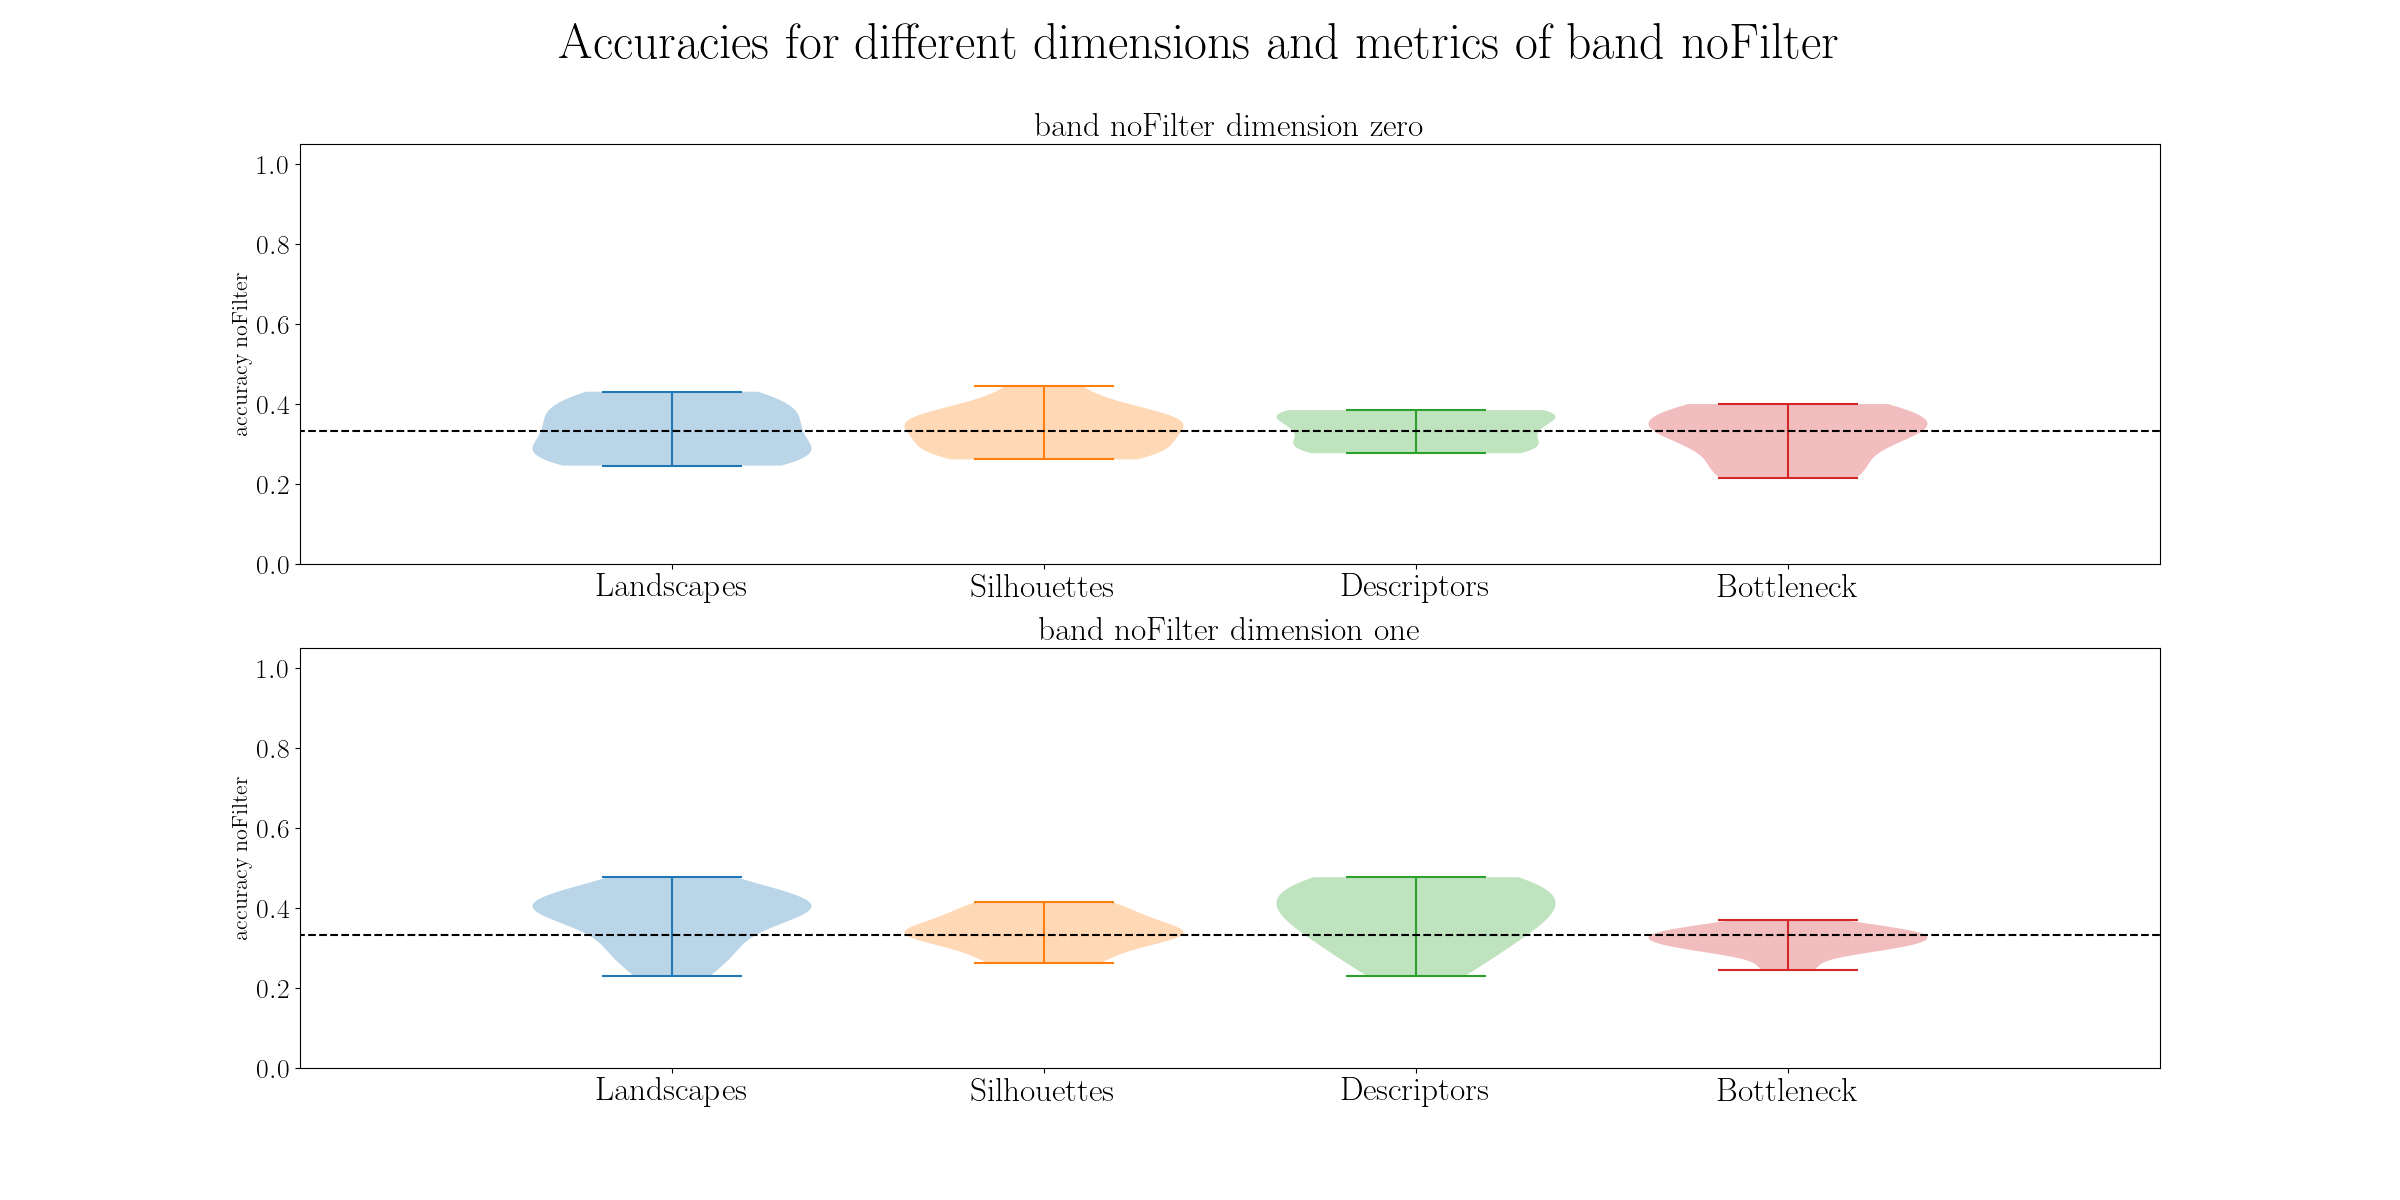 Accuracies for different dimensions and metrics of band noFilter
band noFilter dimension zero
accuracy noFilter
1.0
0.8
0.6
0.4
0.2
0.0
Landscapes Silhouettes Descriptors Bottleneck
band noFilter dimension one
accuracy noFilter
1.0
0.8
0.6
0.4
0.2
0.0
Landscapes Silhouettes Descriptors Bottleneck